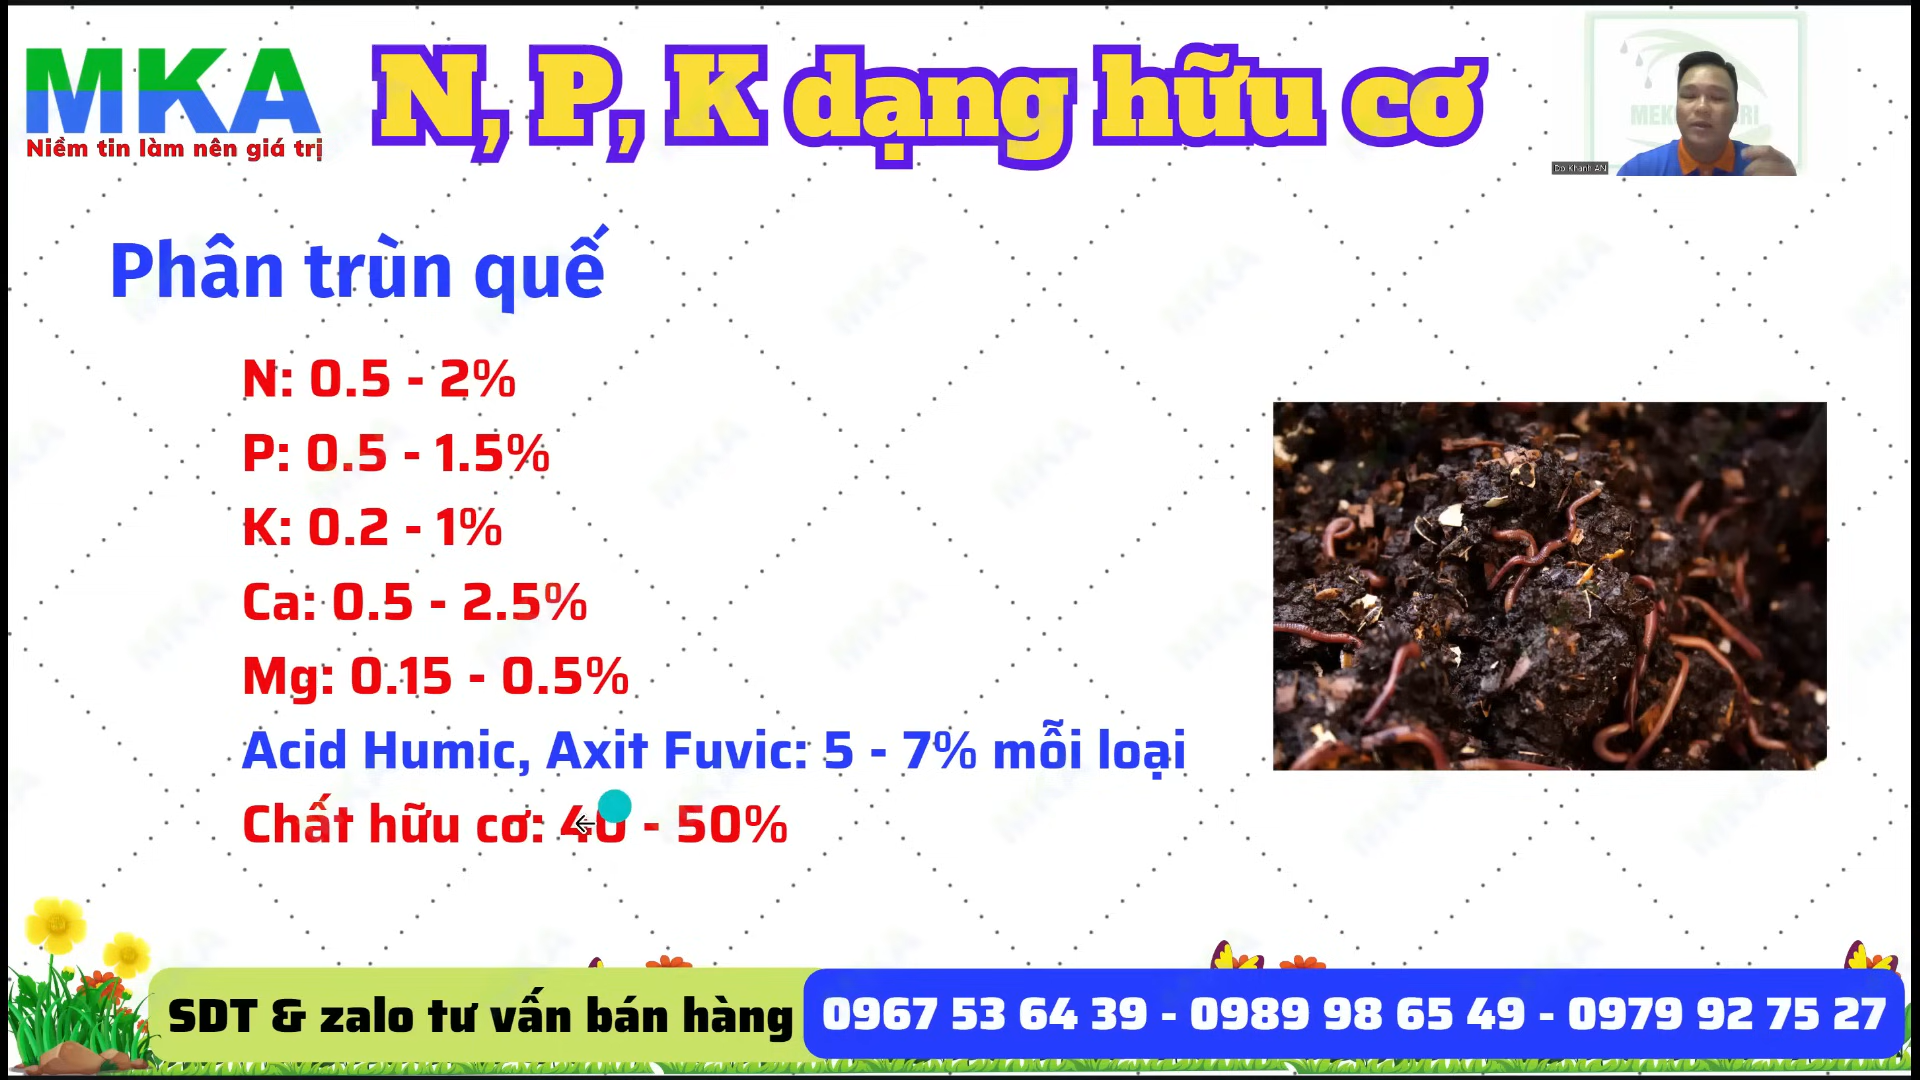 MKA
Niềm tin làm nên giá trị
N, P, K dạng hữu cơ
Do Khanh AN
Phân trùn quế
N: 0.5 - 2%
P: 0.5 - 1.5%
K: 0.2 - 1%
Ca: 0.5 - 2.5%
Mg: 0.15 - 0.5%
Acid Humic, Axit Fuvic: 5 - 7% mỗi loại
Chất hữu cơ: 40 - 50%
SDT & zalo tư vấn bán hàng
0967 53 64 39 - 0989 98 65 49 - 0979 92 75 27